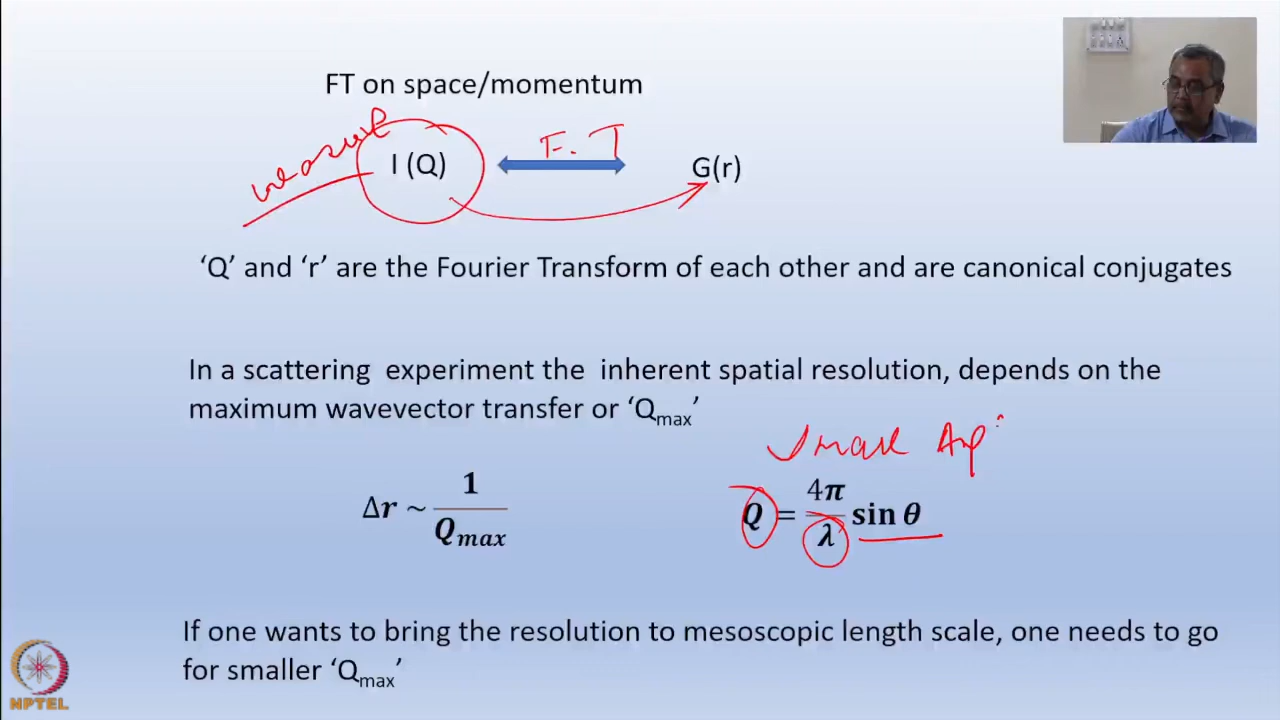 FT on space/momentum
measure
I (Q)
F. T
G(r)
‘Q’ and ‘r’ are the Fourier Transform of each other and are canonical conjugates
In a scattering experiment the inherent spatial resolution, depends on the
maximum wavevector transfer or ‘Qmax’
Small
Δr ~ 1/Qmax
Q = 4π/λ sin θ
If one wants to bring the resolution to mesoscopic length scale, one needs to go
for smaller ‘Qmax’
NPTEL